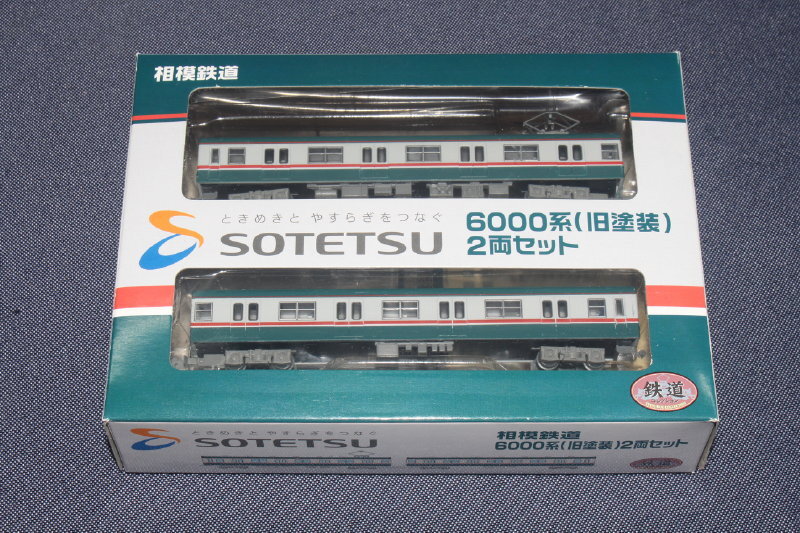 相模鉄道
ときめきと やすらぎをつなぐ
SOTETSU
6000系(旧塗装)
2両セット
鉄道
ときめきと やすらぎをつなぐ
SOTETSU
相模鉄道
6000系(旧塗装)2両セット